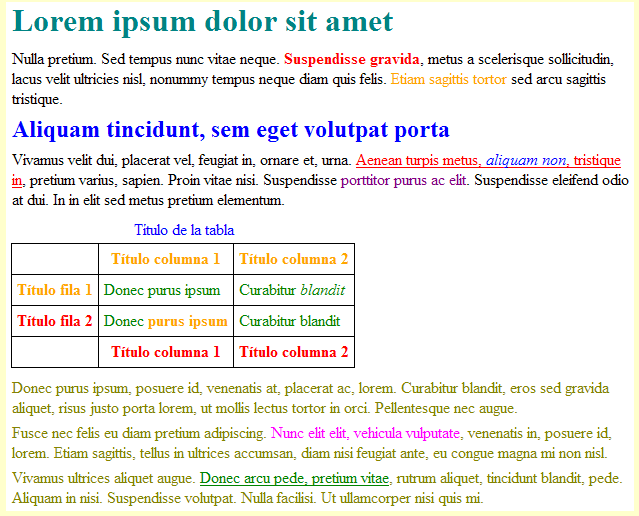 Lorem ipsum dolor sit amet
Nulla pretium. Sed tempus nunc vitae neque. Suspendisse gravida, metus a scelerisque sollicitudin,
lacus velit ultricies nisl, nonummy tempus neque diam quis felis. Etiam sagittis tortor sed arcu sagittis
tristique.
Aliquam tincidunt, sem eget volutpat porta
Vivamus velit dui, placerat vel, feugiat in, ornare et, urna. Aenean turpis metus, aliquam non, tristique
in, pretium varius, sapien. Proin vitae nisi. Suspendisse porttitor purus ac elit. Suspendisse eleifend odio
at dui. In in elit sed metus pretium elementum.
Título de la tabla
Título columna 1 Título columna 2
Título fila 1 Donec purus ipsum Curabitur blandit
Título fila 2 Donec purus ipsum Curabitur blandit
Título columna 1 Título columna 2
Donec purus ipsum, posuere id, venenatis at, placerat ac, lorem. Curabitur blandit, eros sed gravida
aliquet, risus justo porta lorem, ut mollis lectus tortor in orci. Pellentesque nec augue.
Fusce nec felis eu diam pretium adipiscing. Nunc elit elit, vehicula vulputate, venenatis in, posuere id,
lorem. Etiam sagittis, tellus in ultrices accumsan, diam nisi feugiat ante, eu congue magna mi non nisl.
Vivamus ultrices aliquet augue. Donec arcu pede, pretium vitae, rutrum aliquet, tincidunt blandit, pede.
Aliquam in nisi. Suspendisse volutpat. Nulla facilisi. Ut ullamcorper nisi quis mi.